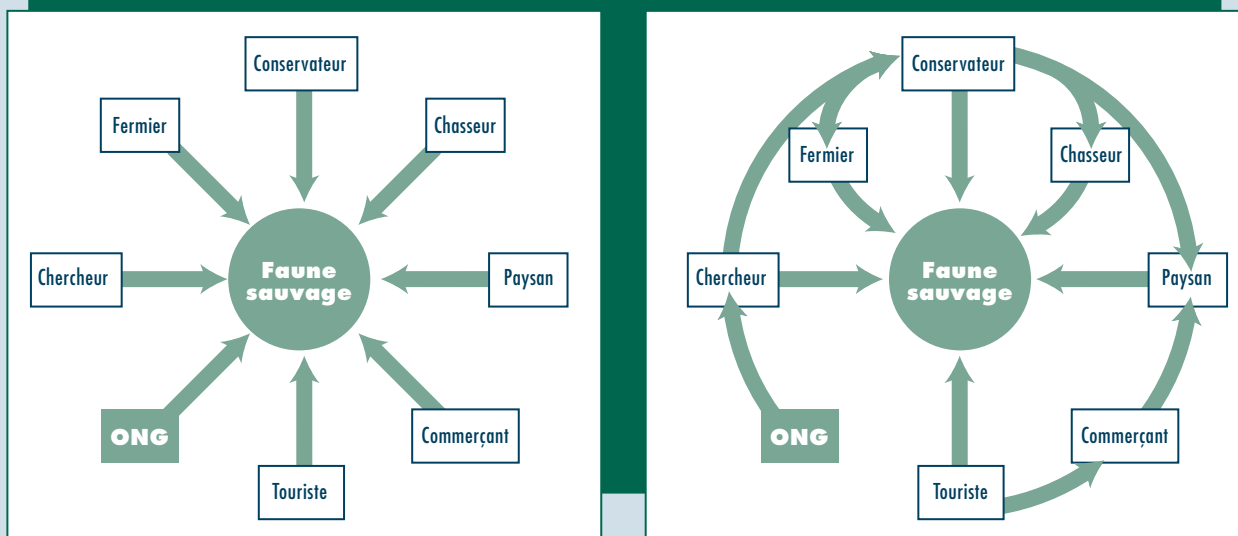 Conservateur
Fermier
Chasseur
Chercheur
Faune
sauvage
Paysan
ONG
Commerçant
Touriste
Conservateur
Fermier
Chasseur
Chercheur
Faune
sauvage
Paysan
ONG
Commerçant
Touriste